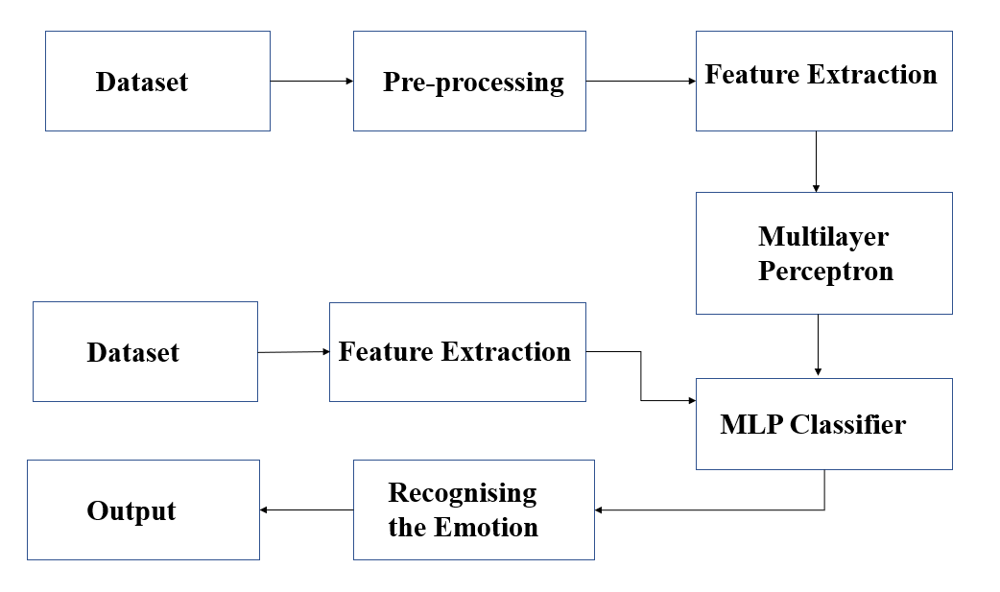 Dataset
Pre-processing
Feature Extraction
Multilayer
Perceptron
Dataset
Feature Extraction
MLP Classifier
Output
Recognising
the Emotion